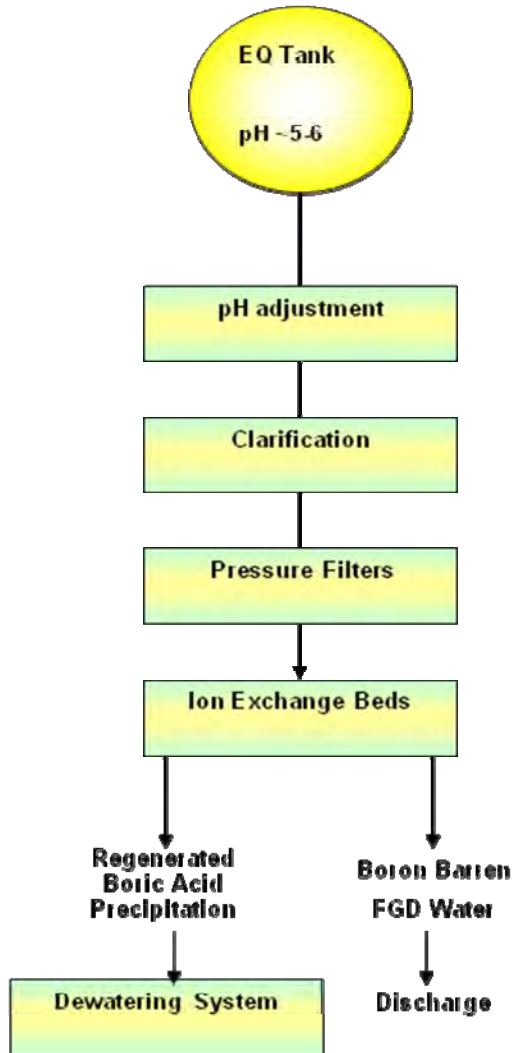 EQ Tank
pH ~5-6
pH adjustment
Clarification
Pressure Filters
Ion Exchange Beds
Regenerated
Boric Acid
Precipitation
Boron Barren
FGD Water
Dewatering System
Discharge